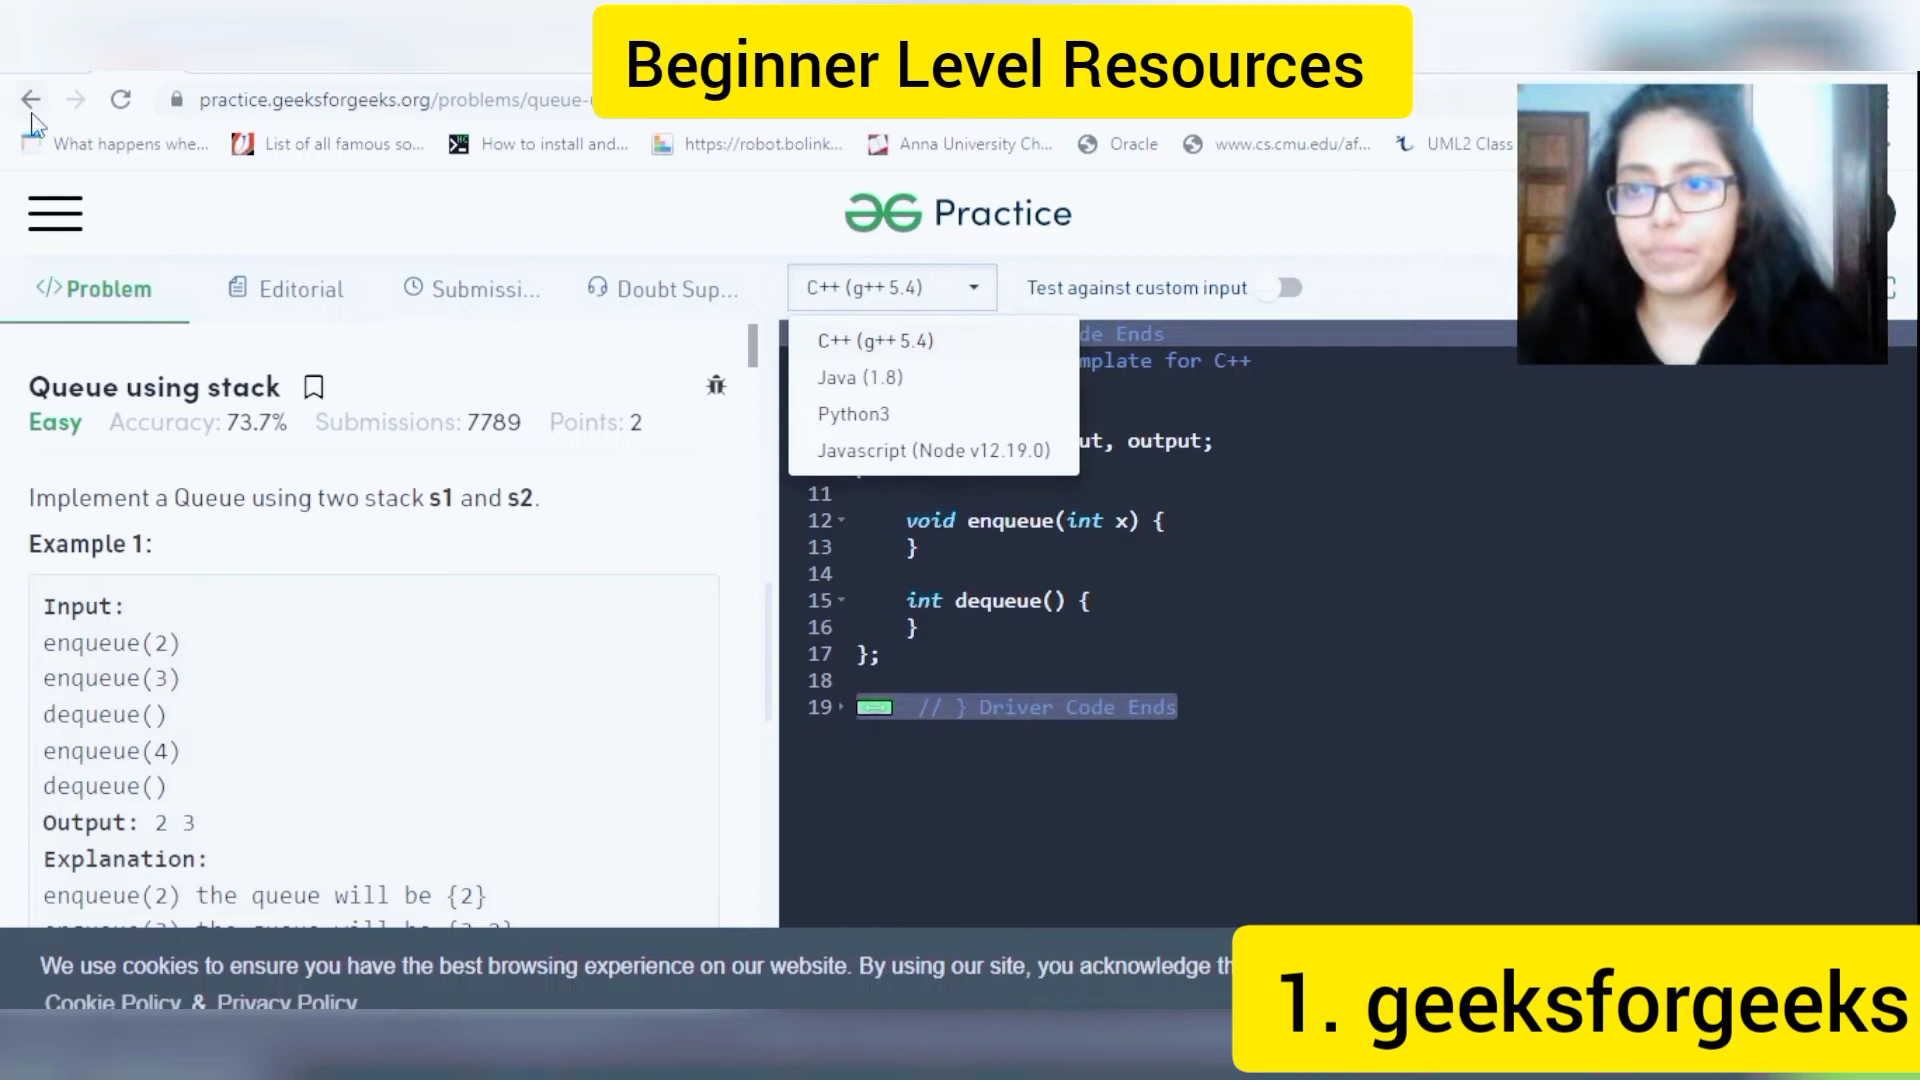 Beginner Level Resources
practice.geeksforgeeks.org/problems/queue-
What happens whe...
List of all famous so...
How to install and...
https://robot.bolink...
Anna University Ch...
Oracle
www.cs.cmu.edu/af...
UML2 Class
Practice
</>Problem
Editorial
Submissi...
Doubt Sup...
C++ (g++ 5.4)
Test against custom input
C++ (g++ 5.4)
Java (1.8)
Python3
Javascript (Node v12.19.0)
de Ends
mplate for C++
ut, output;
Queue using stack
Easy Accuracy: 73.7% Submissions: 7789 Points: 2
Implement a Queue using two stack s1 and s2.
Example 1:
Input:
enqueue(2)
enqueue(3)
dequeue()
enqueue(4)
dequeue()
Output: 2 3
Explanation:
enqueue(2) the queue will be {2}
11
12 void enqueue(int x) {
13 }
14
15 int dequeue() {
16 }
17 };
18
19 // } Driver Code Ends
We use cookies to ensure you have the best browsing experience on our website. By using our site, you acknowledge th
Cookie Policy & Privacy Policy
1. geeksforgeeks